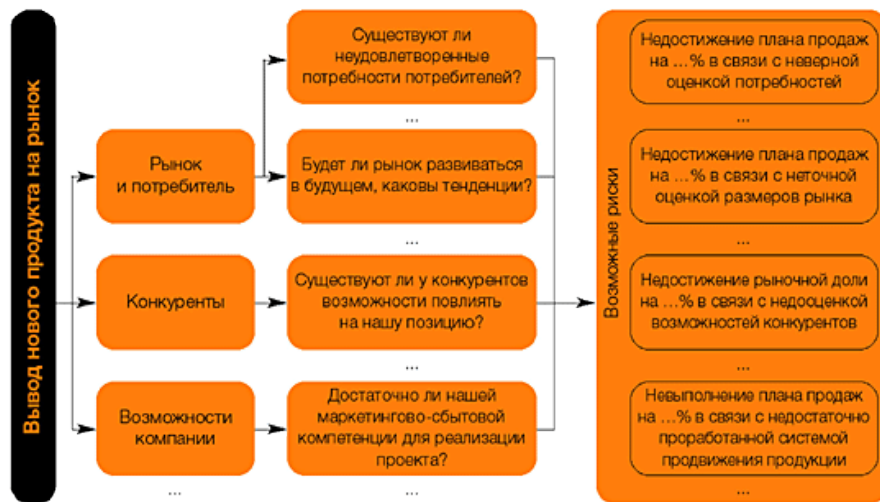 Вывод нового продукта на рынок
Рынок
и потребитель
Конкуренты
Возможности
компании
...
Существуют ли
неудовлетворенные
потребности потребителей?
...
Будет ли рынок развиваться
в будущем, каковы тенденции?
...
Существуют ли у конкурентов
возможности повлиять
на нашу позицию?
...
Достаточно ли нашей
маркетингово-сбытовой
компетенции для реализации
проекта?
...
Возможные риски
Недостижение плана продаж
на ...% в связи с неверной
оценкой потребностей
...
Недостижение плана продаж
на ...% в связи с неточной
оценкой размеров рынка
...
Недостижение рыночной доли
на ...% в связи с недооценкой
возможностей конкурентов
...
Невыполнение плана продаж
на ...% в связи с недостаточно
проработанной системой
продвижения продукции
...